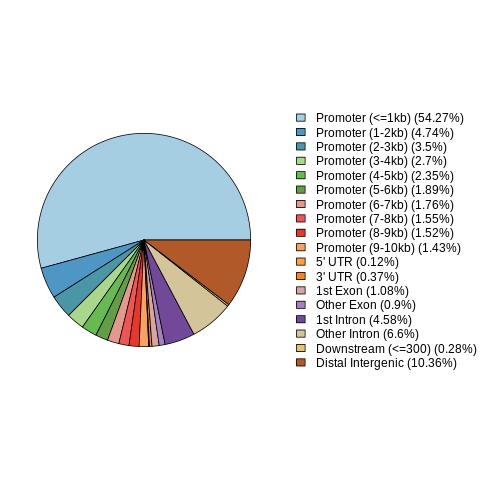 Promoter (<=1kb) (54.27%)
Promoter (1-2kb) (4.74%)
Promoter (2-3kb) (3.5%)
Promoter (3-4kb) (2.7%)
Promoter (4-5kb) (2.35%)
Promoter (5-6kb) (1.89%)
Promoter (6-7kb) (1.76%)
Promoter (7-8kb) (1.55%)
Promoter (8-9kb) (1.52%)
Promoter (9-10kb) (1.43%)
5' UTR (0.12%)
3' UTR (0.37%)
1st Exon (1.08%)
Other Exon (0.9%)
1st Intron (4.58%)
Other Intron (6.6%)
Downstream (<=300) (0.28%)
Distal Intergenic (10.36%)